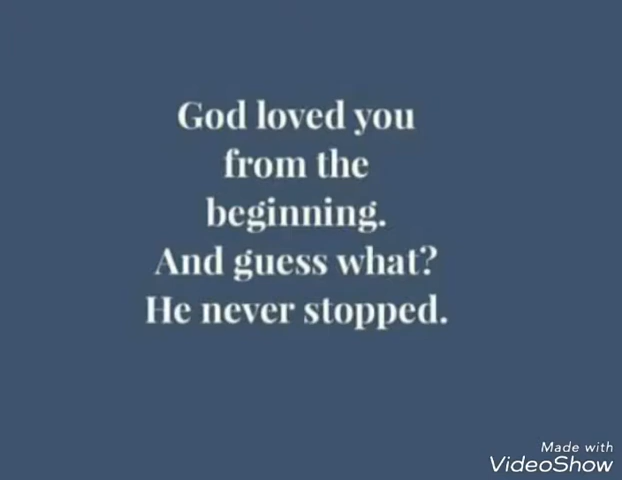 God loved you
from the
beginning.
And guess what?
He never stopped.
Made with
VideoShow